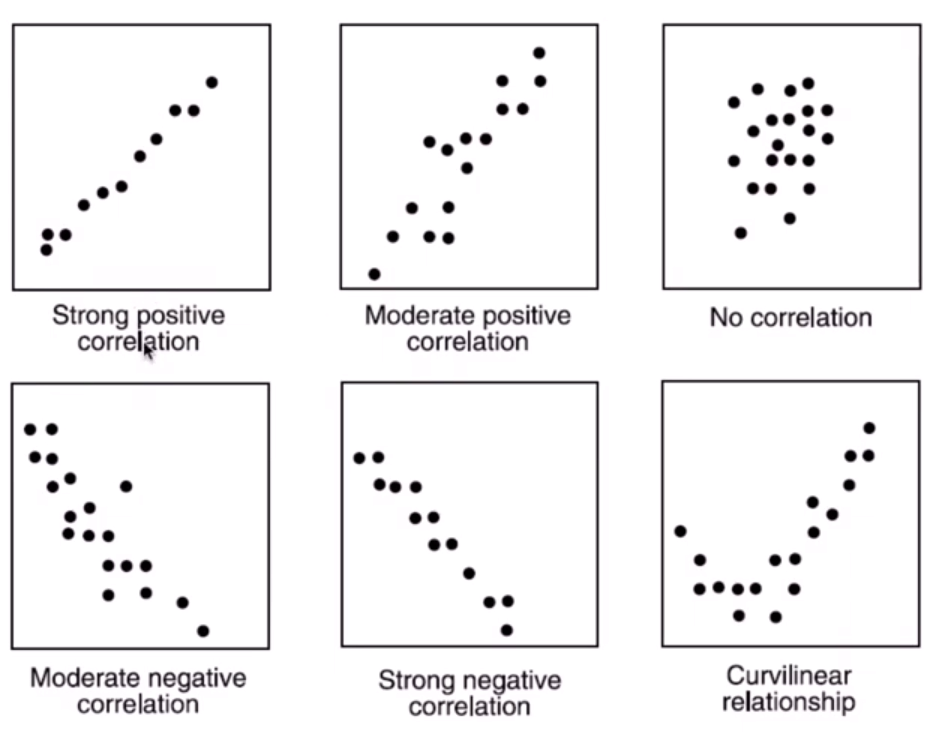 Strong positive
correlation
Moderate positive
correlation
No correlation
Moderate negative
correlation
Strong negative
correlation
Curvilinear
relationship